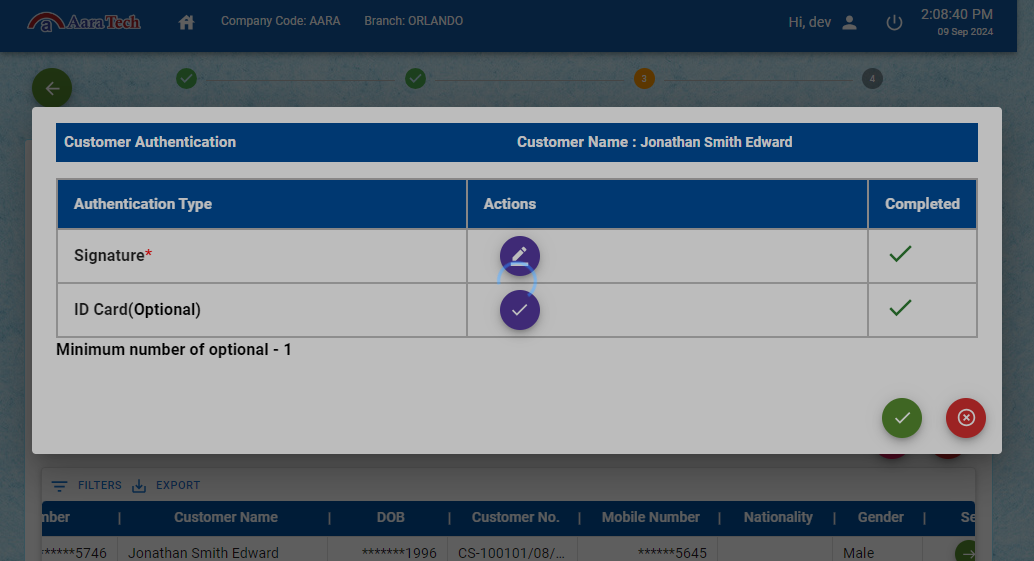 Aara Tech
Company Code: AARA
Branch: ORLANDO
Hi, dev
2:08:40 PM
09 Sep 2024
3
4
Customer Authentication
Customer Name : Jonathan Smith Edward
Authentication Type
Actions
Completed
Signature*
ID Card(Optional)
Minimum number of optional - 1
FILTERS
EXPORT
mber | Customer Name | DOB | Customer No. | Mobile Number | Nationality | Gender | Se
*****5746 Jonathan Smith Edward *******1996 CS-100101/08/... ******5645 Male